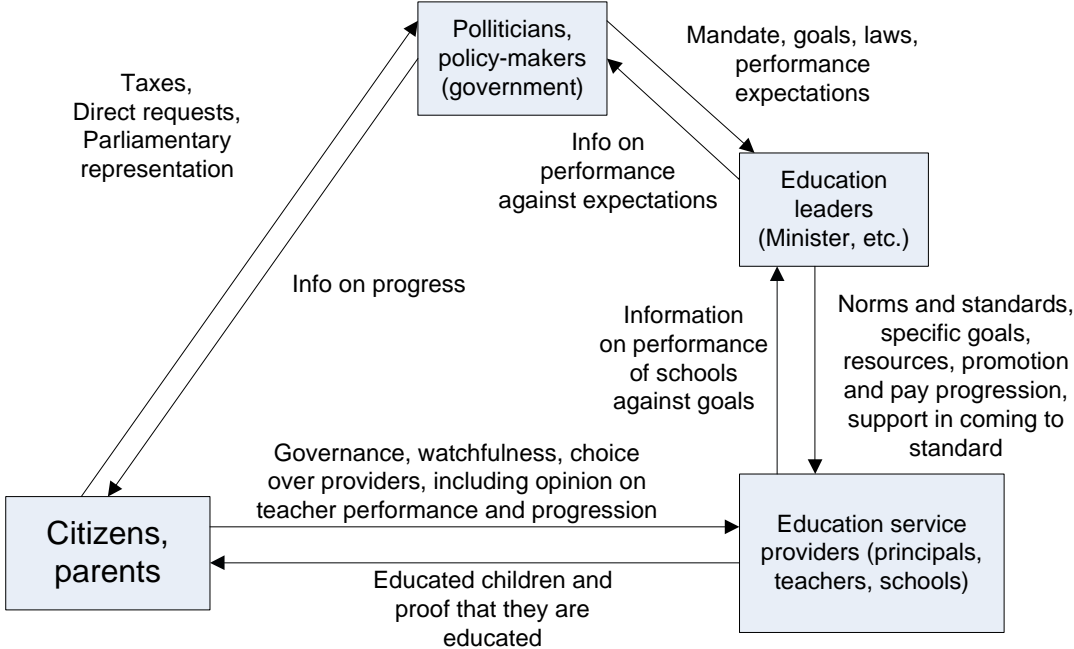 Polliticians,
policy-makers
(government)
Mandate, goals, laws,
performance
expectations
Taxes,
Direct requests,
Parliamentary
representation
Info on
performance
against expectations
Education
leaders
(Minister, etc.)
Info on progress
Information
on performance
of schools
against goals
Norms and standards,
specific goals,
resources, promotion
and pay progression,
support in coming to
standard
Governance, watchfulness, choice
over providers, including opinion on
teacher performance and progression
Citizens,
parents
Education service
providers (principals,
teachers, schools)
Educated children and
proof that they are
educated